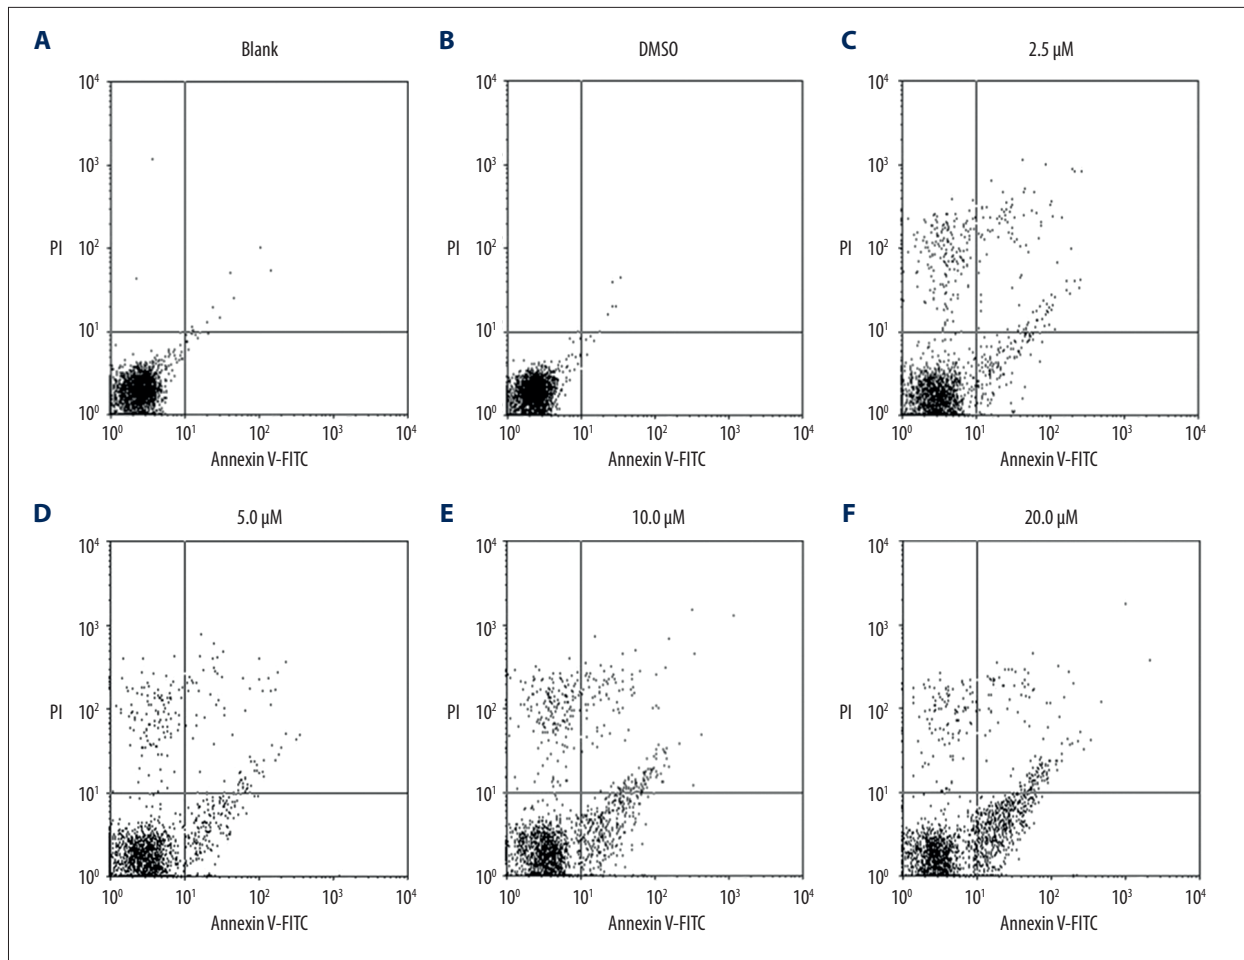 A
Blank
B
DMSO
C
2.5 µM
10⁴
10³
PI
10²
10¹
10⁰
10⁰ 10¹ 10² 10³ 10⁴
Annexin V-FITC
10⁴
10³
PI
10²
10¹
10⁰
10⁰ 10¹ 10² 10³ 10⁴
Annexin V-FITC
10⁴
10³
PI
10²
10¹
10⁰
10⁰ 10¹ 10² 10³ 10⁴
Annexin V-FITC
D
5.0 µM
E
10.0 µM
F
20.0 µM
10⁴
10³
PI
10²
10¹
10⁰
10⁰ 10¹ 10² 10³ 10⁴
Annexin V-FITC
10⁴
10³
PI
10²
10¹
10⁰
10⁰ 10¹ 10² 10³ 10⁴
Annexin V-FITC
10⁴
10³
PI
10²
10¹
10⁰
10⁰ 10¹ 10² 10³ 10⁴
Annexin V-FITC